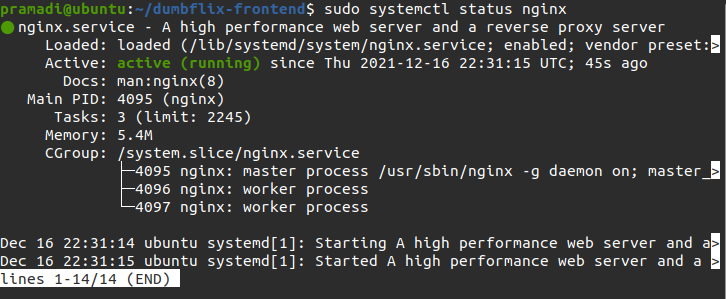 pramadi@ubuntu:~/dumbflix-frontend$ sudo systemctl status nginx
● nginx.service - A high performance web server and a reverse proxy server
     Loaded: loaded (/lib/systemd/system/nginx.service; enabled; vendor preset:>
     Active: active (running) since Thu 2021-12-16 22:31:15 UTC; 45s ago
       Docs: man:nginx(8)
   Main PID: 4095 (nginx)
      Tasks: 3 (limit: 2245)
     Memory: 5.4M
     CGroup: /system.slice/nginx.service
             ├─4095 nginx: master process /usr/sbin/nginx -g daemon on; master_>
             ├─4096 nginx: worker process
             └─4097 nginx: worker process

Dec 16 22:31:14 ubuntu systemd[1]: Starting A high performance web server and a>
Dec 16 22:31:15 ubuntu systemd[1]: Started A high performance web server and a >
lines 1-14/14 (END)